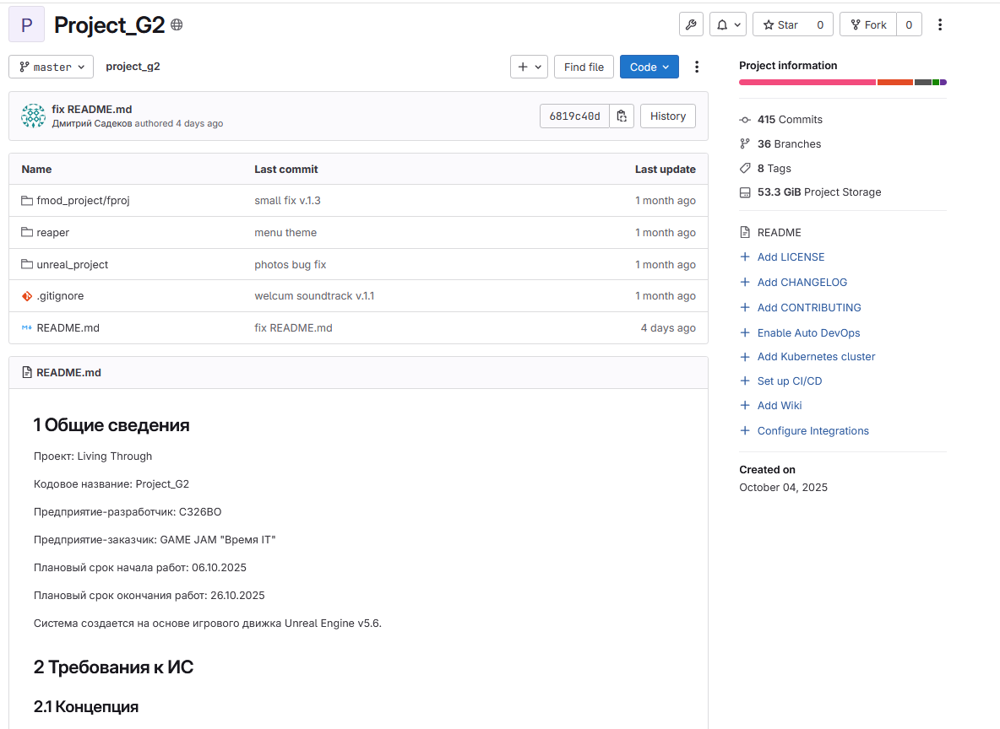 P Project_G2
Star 0 Fork 0
master project_g2 Find file Code
fix README.md
Дмитрий Садеков authored 4 days ago
6819c40d History
Name Last commit Last update
fmod_project/fproj small fix v.1.3 1 month ago
reaper menu theme 1 month ago
unreal_project photos bug fix 1 month ago
.gitignore welcum soundtrack v.1.1 1 month ago
README.md fix README.md 4 days ago
README.md
1 Общие сведения
Проект: Living Through
Кодовое название: Project_G2
Предприятие-разработчик: C326BO
Предприятие-заказчик: GAME JAM "Время IT"
Плановый срок начала работ: 06.10.2025
Плановый срок окончания работ: 26.10.2025
Система создается на основе игрового движка Unreal Engine v5.6.
2 Требования к ИС
2.1 Концепция
Project information
415 Commits
36 Branches
8 Tags
53.3 GiB Project Storage
README
Add LICENSE
Add CHANGELOG
Add CONTRIBUTING
Enable Auto DevOps
Add Kubernetes cluster
Set up CI/CD
Add Wiki
Configure Integrations
Created on
October 04, 2025